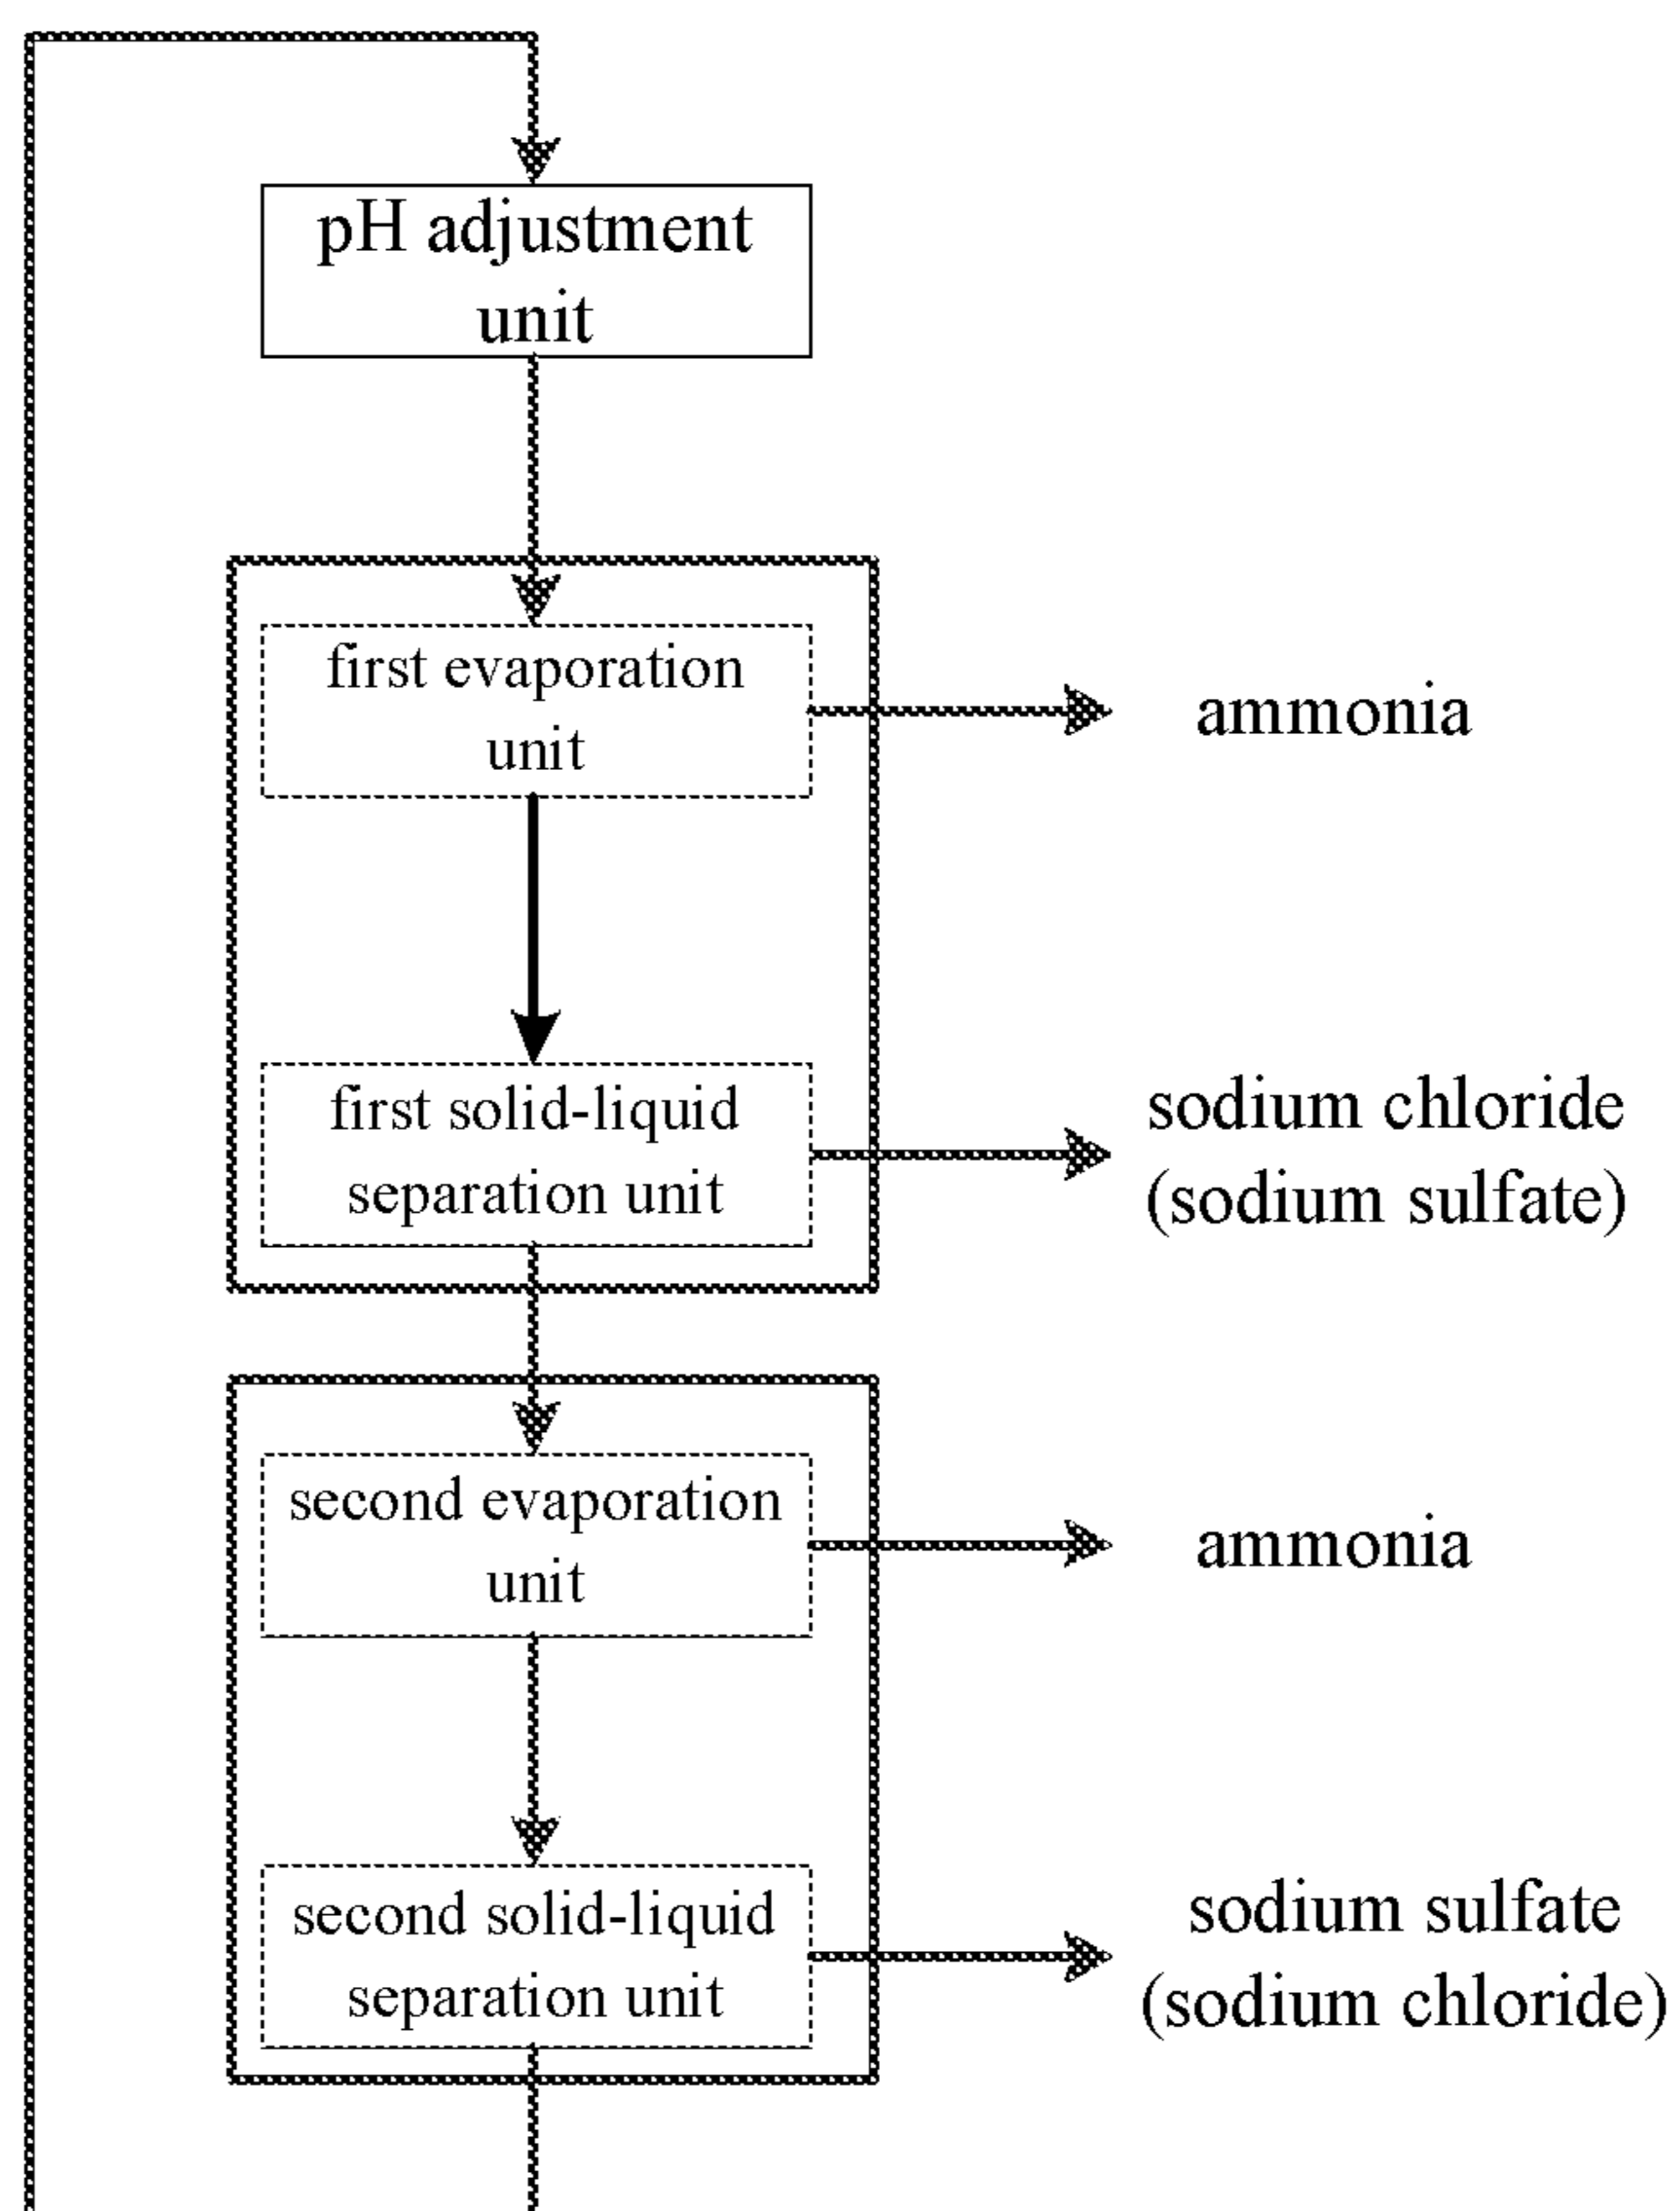 pH adjustment
unit
first evaporation
unit
ammonia
first solid-liquid
separation unit
sodium chloride
(sodium sulfate)
second evaporation
unit
ammonia
second solid-liquid
separation unit
sodium sulfate
(sodium chloride)